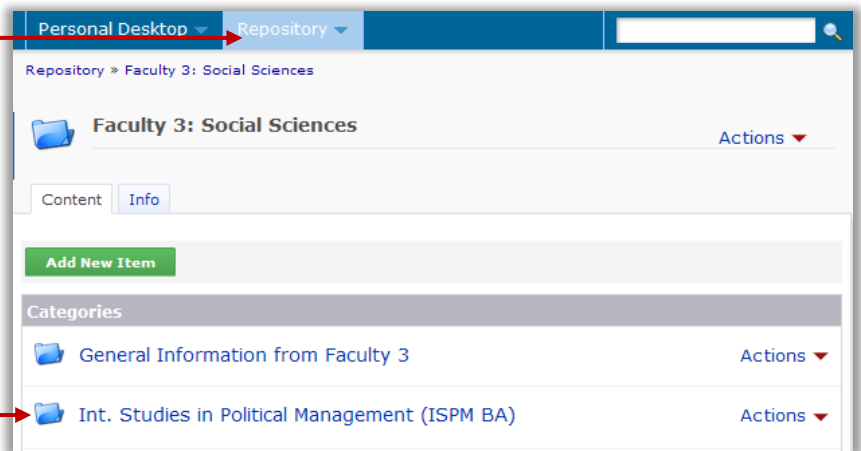 Personal Desktop Repository
Repository » Faculty 3: Social Sciences
Faculty 3: Social Sciences
Actions
Content Info
Add New Item
Categories
General Information from Faculty 3 Actions
Int. Studies in Political Management (ISPM BA) Actions